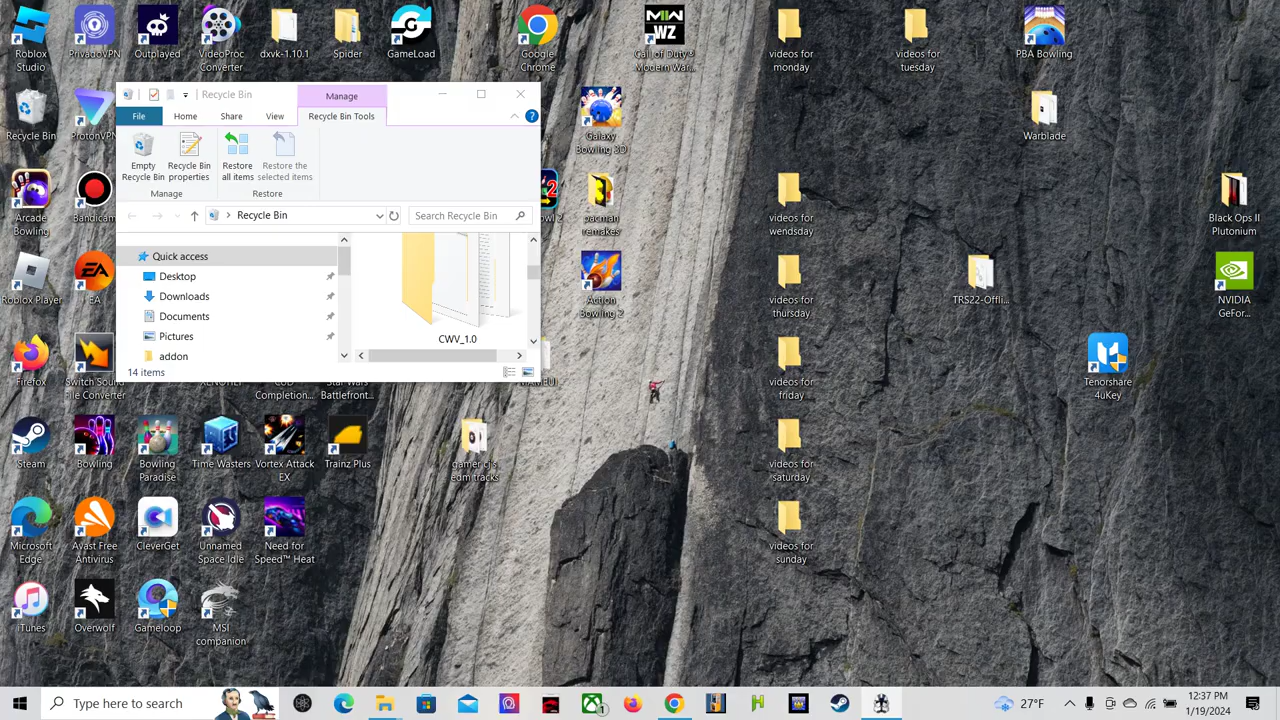 Roblox
Studio
PrivadoVPN
Outplayed
VideoProc
Converter
dxvk-1.10.1
Spider
GameLoad
Google
Chrome
MW
WZ
Call of Duty®
Modern War...
videos for
monday
videos for
tuesday
PBA Bowling
Recycle Bin
ProtonVPN
Recycle Bin
Manage
File
Home
Share
View
Recycle Bin Tools
Empty
Recycle Bin
Recycle Bin
properties
Restore
all items
Restore the
selected items
Manage
Restore
Recycle Bin
Search Recycle Bin
Quick access
Desktop
Downloads
Documents
Pictures
addon
CWV_1.0
14 items
Galaxy
Bowling 3D
Warblade
Arcade
Bowling
Bandicam
pacman
remakes
videos for
wendsday
Black Ops II
Plutonium
Roblox Player
EA
Action
Bowling 2
videos for
thursday
TRS22-Offli...
NVIDIA
GeFor...
Firefox
Switch Sound
File Converter
Completion...
Battlefront...
videos for
friday
Tenorshare
4uKey
Steam
Bowling
Bowling
Paradise
Time Wasters
Vortex Attack
EX
Trainz Plus
gamer cj's
edm tracks
videos for
saturday
Microsoft
Edge
Avast Free
Antivirus
CleverGet
Unnamed
Space Idle
Need for
Speed™ Heat
videos for
sunday
iTunes
Overwolf
Gameloop
MSI
companion
Type here to search
27°F
12:37 PM
1/19/2024